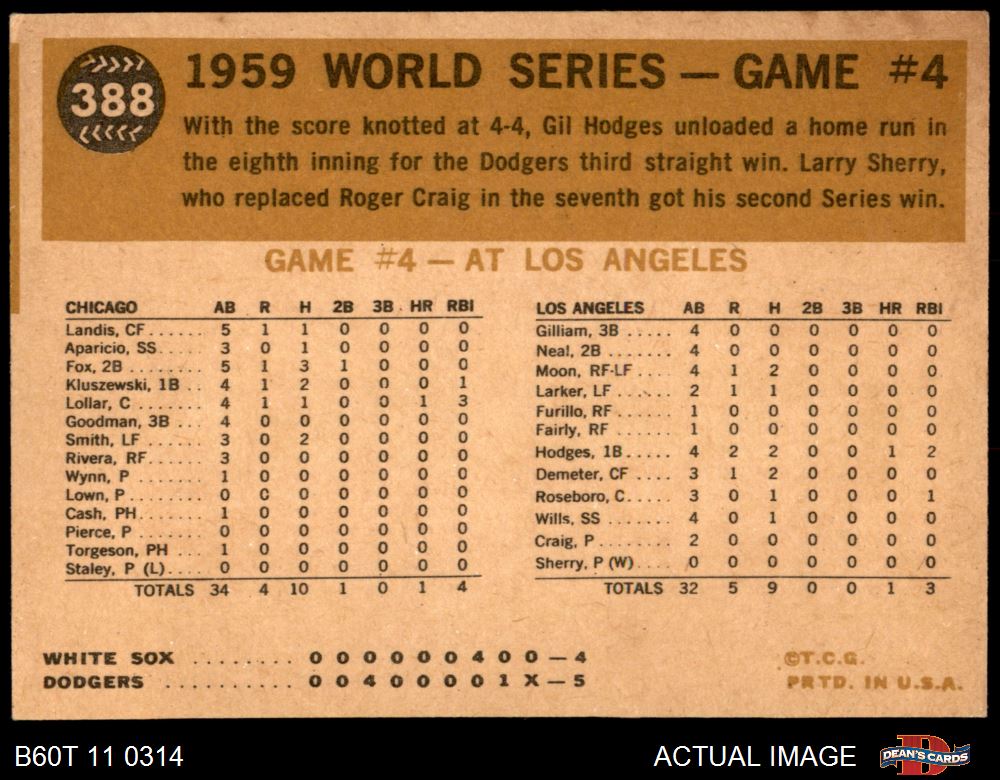 388
1959 WORLD SERIES — GAME #4
With the score knotted at 4-4, Gil Hodges unloaded a home run in
the eighth inning for the Dodgers third straight win. Larry Sherry,
who replaced Roger Craig in the seventh got his second Series win.
GAME #4 — AT LOS ANGELES
CHICAGO AB R H 2B 3B HR RBI
Landis, CF...... 5 1 1 0 0 0 0
Aparicio, SS..... 3 0 1 0 0 0 0
Fox, 2B ........ 5 1 3 1 0 0 0
Kluszewski, 1B .. 4 1 2 0 0 0 1
Lollar, C ....... 4 1 1 0 0 1 3
Goodman, 3B ... 4 0 0 0 0 0 0
Smith, LF ...... 3 0 2 0 0 0 0
Rivera, RF...... 3 0 0 0 0 0 0
Wynn, P ....... 1 0 0 0 0 0 0
Lown, P ........ 0 0 0 0 0 0 0
Cash, PH....... 1 0 0 0 0 0 0
Pierce, P ....... 0 0 0 0 0 0 0
Torgeson, PH ... 1 0 0 0 0 0 0
Staley, P (L)..... 0 0 0 0 0 0 0
TOTALS 34 4 10 1 0 1 4
LOS ANGELES AB R H 2B 3B HR RBI
Gilliam, 3B ..... 4 0 0 0 0 0 0
Neal, 2B ....... 4 0 0 0 0 0 0
Moon, RF-LF .... 4 1 2 0 0 0 0
Larker, LF ...... 2 1 1 0 0 0 0
Furillo, RF ...... 1 0 0 0 0 0 0
Fairly, RF ...... 1 0 0 0 0 0 0
Hodges, 1B..... 4 2 2 0 0 1 2
Demeter, CF .... 3 1 2 0 0 0 0
Roseboro, C.... 3 0 1 0 0 0 1
Wills, SS ....... 4 0 1 0 0 0 0
Craig, P ........ 2 0 0 0 0 0 0
Sherry, P (W).... 0 0 0 0 0 0 0
TOTALS 32 5 9 0 0 1 3
WHITE SOX ........ 0 0 0 0 0 0 4 0 0 — 4
DODGERS .......... 0 0 4 0 0 0 0 1 X — 5
©T.C.G.
PRTD. IN U.S.A.
B60T 11 0314
ACTUAL IMAGE
DEAN'S CARDS